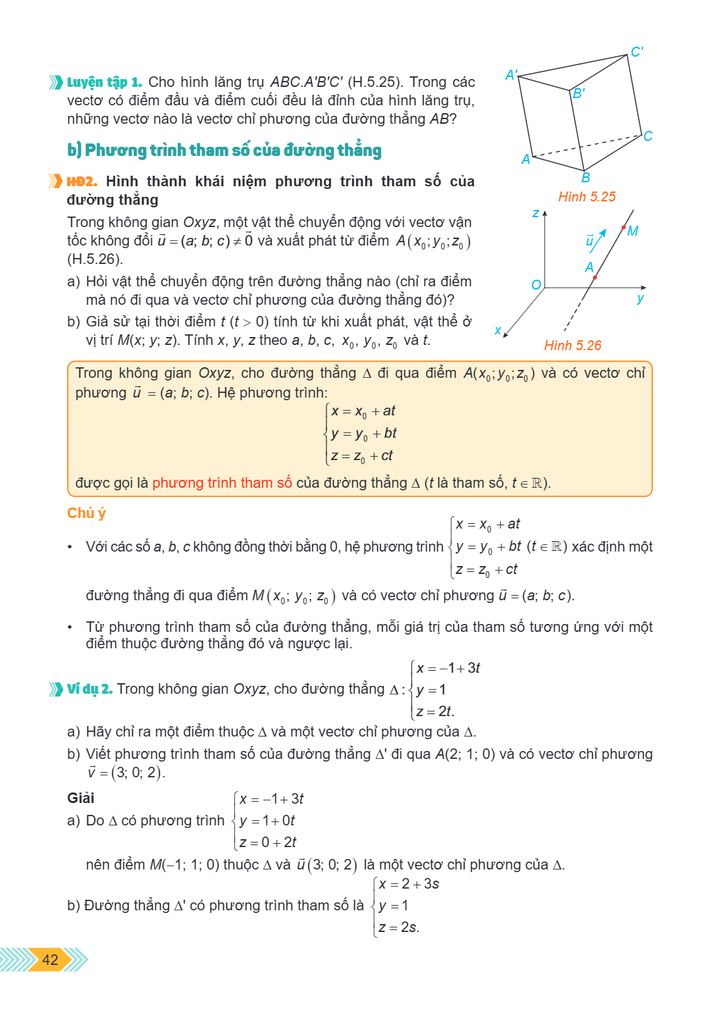 Luyện tập 1. Cho hình lăng trụ ABC.A'B'C' (H.5.25). Trong các
vectơ có điểm đầu và điểm cuối đều là đỉnh của hình lăng trụ,
những vectơ nào là vectơ chỉ phương của đường thẳng AB?
A'
B'
C'
A
B
C
Hình 5.25
b) Phương trình tham số của đường thẳng
HĐ2. Hình thành khái niệm phương trình tham số của
đường thẳng
Trong không gian Oxyz, một vật thể chuyển động với vectơ vận
tốc không đổi u⃗ = (a; b; c) ≠ 0⃗ và xuất phát từ điểm A(x₀; y₀; z₀)
(H.5.26).
a) Hỏi vật thể chuyển động trên đường thẳng nào (chỉ ra điểm
mà nó đi qua và vectơ chỉ phương của đường thẳng đó)?
b) Giả sử tại thời điểm t (t > 0) tính từ khi xuất phát, vật thể ở
vị trí M(x; y; z). Tính x, y, z theo a, b, c, x₀, y₀, z₀ và t.
z
u⃗
M
A
O
y
x
Hình 5.26
Trong không gian Oxyz, cho đường thẳng Δ đi qua điểm A(x₀; y₀; z₀) và có vectơ chỉ
phương u⃗ = (a; b; c). Hệ phương trình:
x = x₀ + at
y = y₀ + bt
z = z₀ + ct
được gọi là phương trình tham số của đường thẳng Δ (t là tham số, t ∈ ℝ).
Chú ý
x = x₀ + at
• Với các số a, b, c không đồng thời bằng 0, hệ phương trình { y = y₀ + bt (t ∈ ℝ) xác định một
z = z₀ + ct
đường thẳng đi qua điểm M(x₀; y₀; z₀) và có vectơ chỉ phương u⃗ = (a; b; c).
• Từ phương trình tham số của đường thẳng, mỗi giá trị của tham số tương ứng với một
điểm thuộc đường thẳng đó và ngược lại.
x = −1 + 3t
Ví dụ 2. Trong không gian Oxyz, cho đường thẳng Δ: { y = 1
z = 2t.
a) Hãy chỉ ra một điểm thuộc Δ và một vectơ chỉ phương của Δ.
b) Viết phương trình tham số của đường thẳng Δ' đi qua A(2; 1; 0) và có vectơ chỉ phương
v⃗ = (3; 0; 2).
Giải
x = −1 + 3t
a) Do Δ có phương trình { y = 1 + 0t
z = 0 + 2t
nên điểm M(−1; 1; 0) thuộc Δ và u⃗(3; 0; 2) là một vectơ chỉ phương của Δ.
x = 2 + 3s
b) Đường thẳng Δ' có phương trình tham số là { y = 1
z = 2s.
42